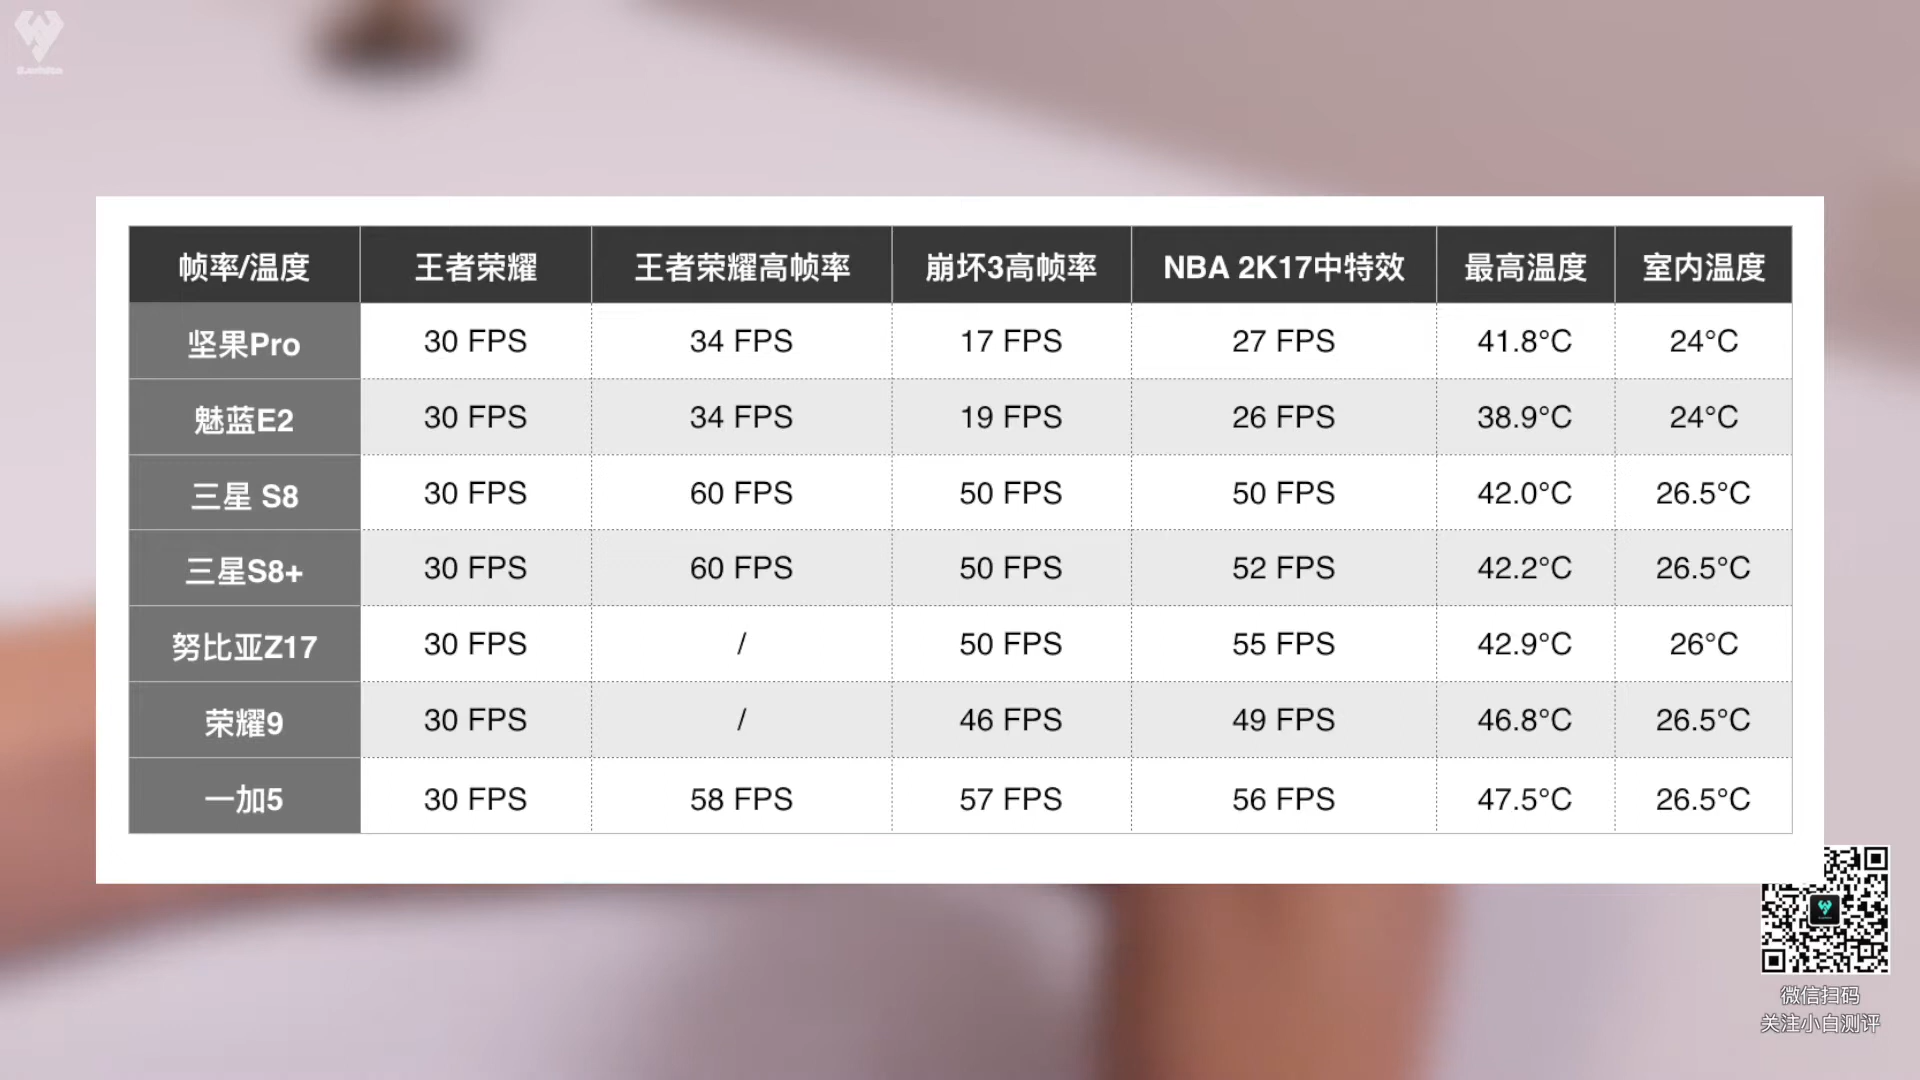 帧率/温度 王者荣耀 王者荣耀高帧率 崩坏3高帧率 NBA 2K17中特效 最高温度 室内温度
坚果Pro 30 FPS 34 FPS 17 FPS 27 FPS 41.8°C 24°C
魅蓝E2 30 FPS 34 FPS 19 FPS 26 FPS 38.9°C 24°C
三星 S8 30 FPS 60 FPS 50 FPS 50 FPS 42.0°C 26.5°C
三星S8+ 30 FPS 60 FPS 50 FPS 52 FPS 42.2°C 26.5°C
努比亚Z17 30 FPS / 50 FPS 55 FPS 42.9°C 26°C
荣耀9 30 FPS / 46 FPS 49 FPS 46.8°C 26.5°C
一加5 30 FPS 58 FPS 57 FPS 56 FPS 47.5°C 26.5°C
微信扫码
关注小白测评